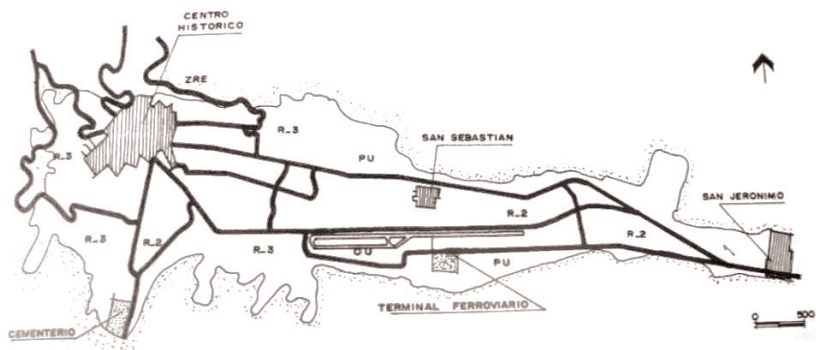 CENTRO
HISTORICO
ZRE
R_3
R_3
PU
SAN SEBASTIAN
SAN JERONIMO
R_3
R_2
R_2
R_3
OU
R_2
PU
TERMINAL FERROVIARIO
CEMENTERIO
0 500